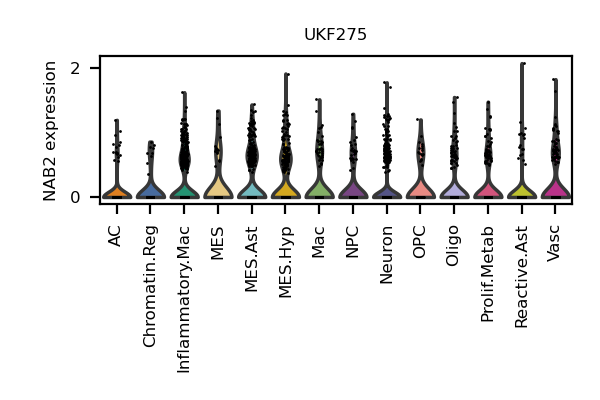 UKF275
NAB2 expression
2
0
AC
Chromatin.Reg
Inflammatory.Mac
MES
MES.Ast
MES.Hyp
Mac
NPC
Neuron
OPC
Oligo
Prolif.Metab
Reactive.Ast
Vasc